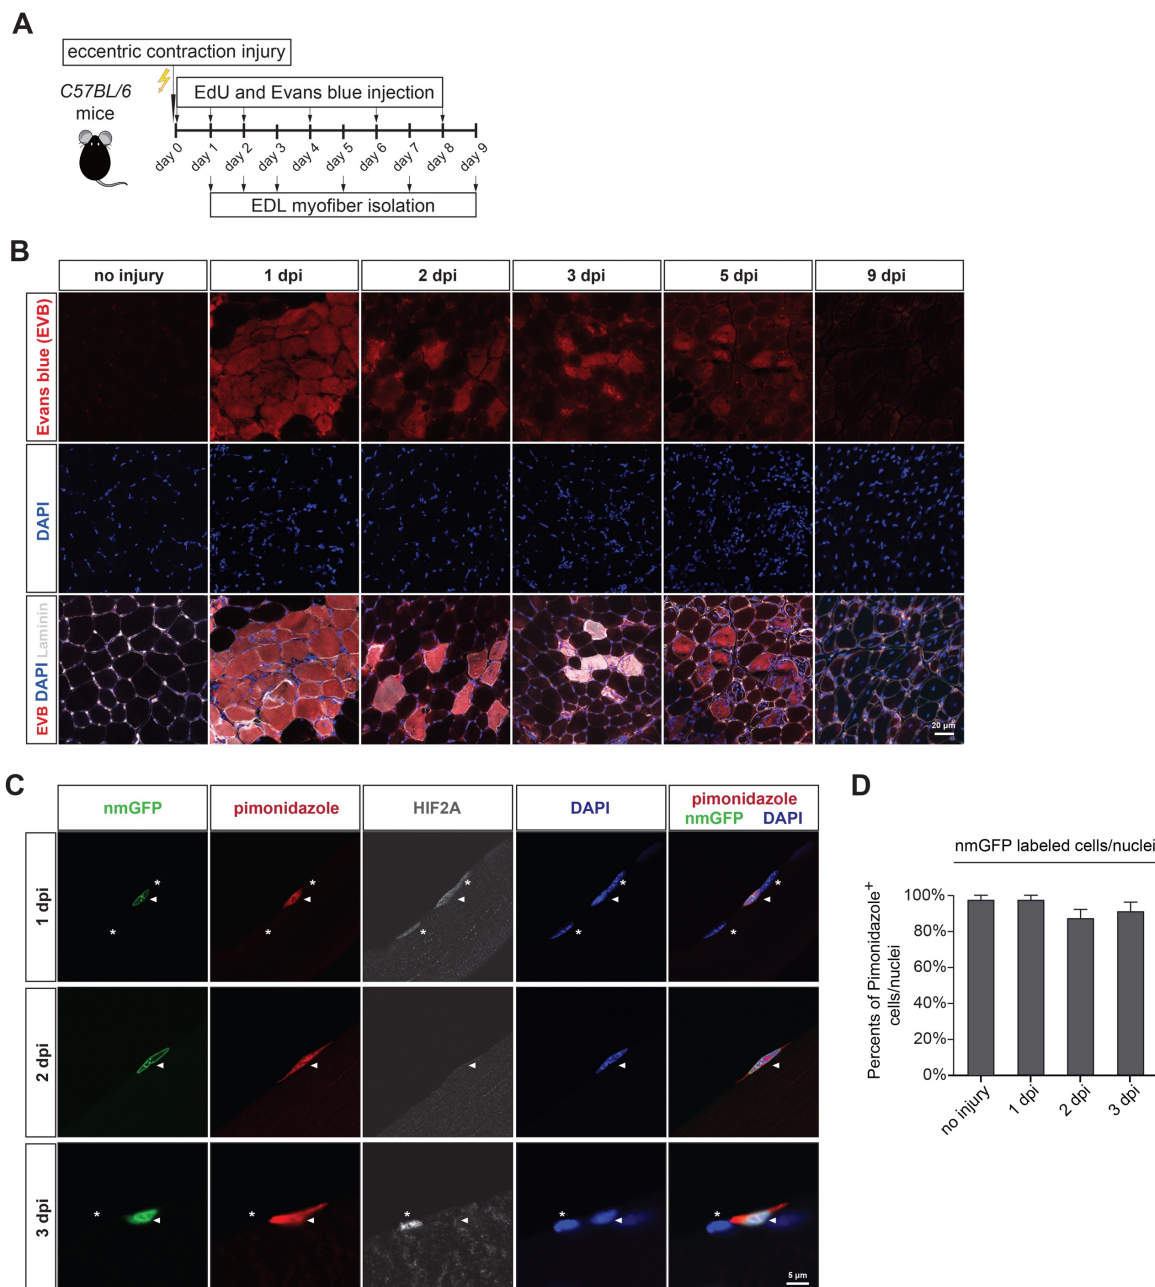 A
eccentric contraction injury
C57BL/6
mice
EdU and Evans blue injection
day 0
day 1
day 2
day 3
day 4
day 5
day 6
day 7
day 8
day 9
EDL myofiber isolation
B
no injury
1 dpi
2 dpi
3 dpi
5 dpi
9 dpi
Evans blue (EVB)
DAPI
EVB DAPI Laminin
20 µm
C
nmGFP
pimonidazole
HIF2A
DAPI
pimonidazole
nmGFP DAPI
1 dpi
*
*
*
*
*
*
*
*
*
*
2 dpi
3 dpi
*
*
*
*
*
5 µm
D
nmGFP labeled cells/nuclei
Percents of Pimonidazole+
cells/nuclei
100%
80%
60%
40%
20%
0%
no injury
1 dpi
2 dpi
3 dpi